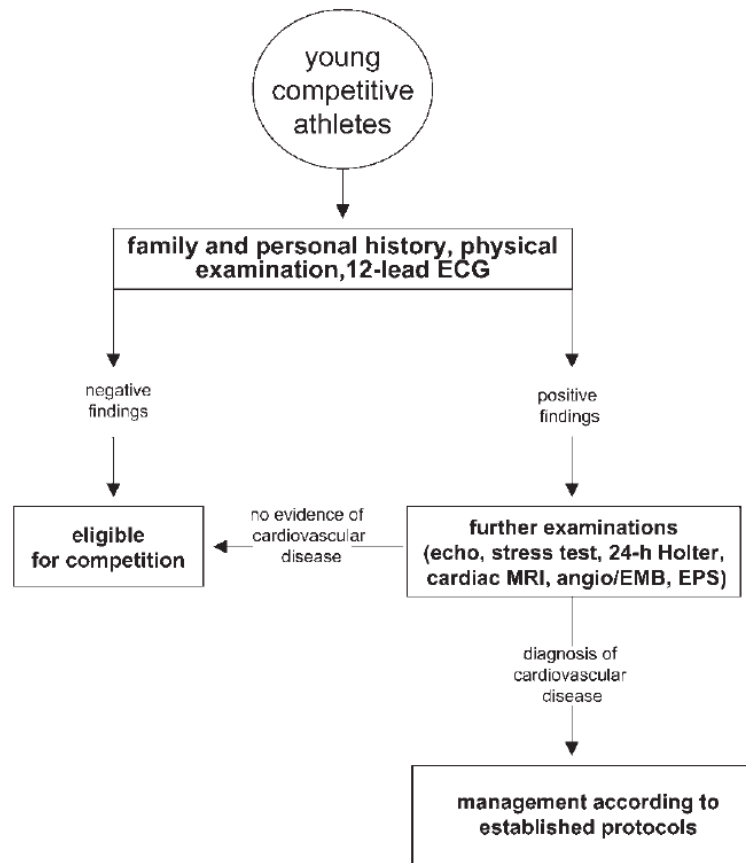 young
competitive
athletes
family and personal history, physical
examination,12-lead ECG
negative
findings
positive
findings
eligible
for competition
no evidence of
cardiovascular
disease
further examinations
(echo, stress test, 24-h Holter,
cardiac MRI, angio/EMB, EPS)
diagnosis of
cardiovascular
disease
management according to
established protocols